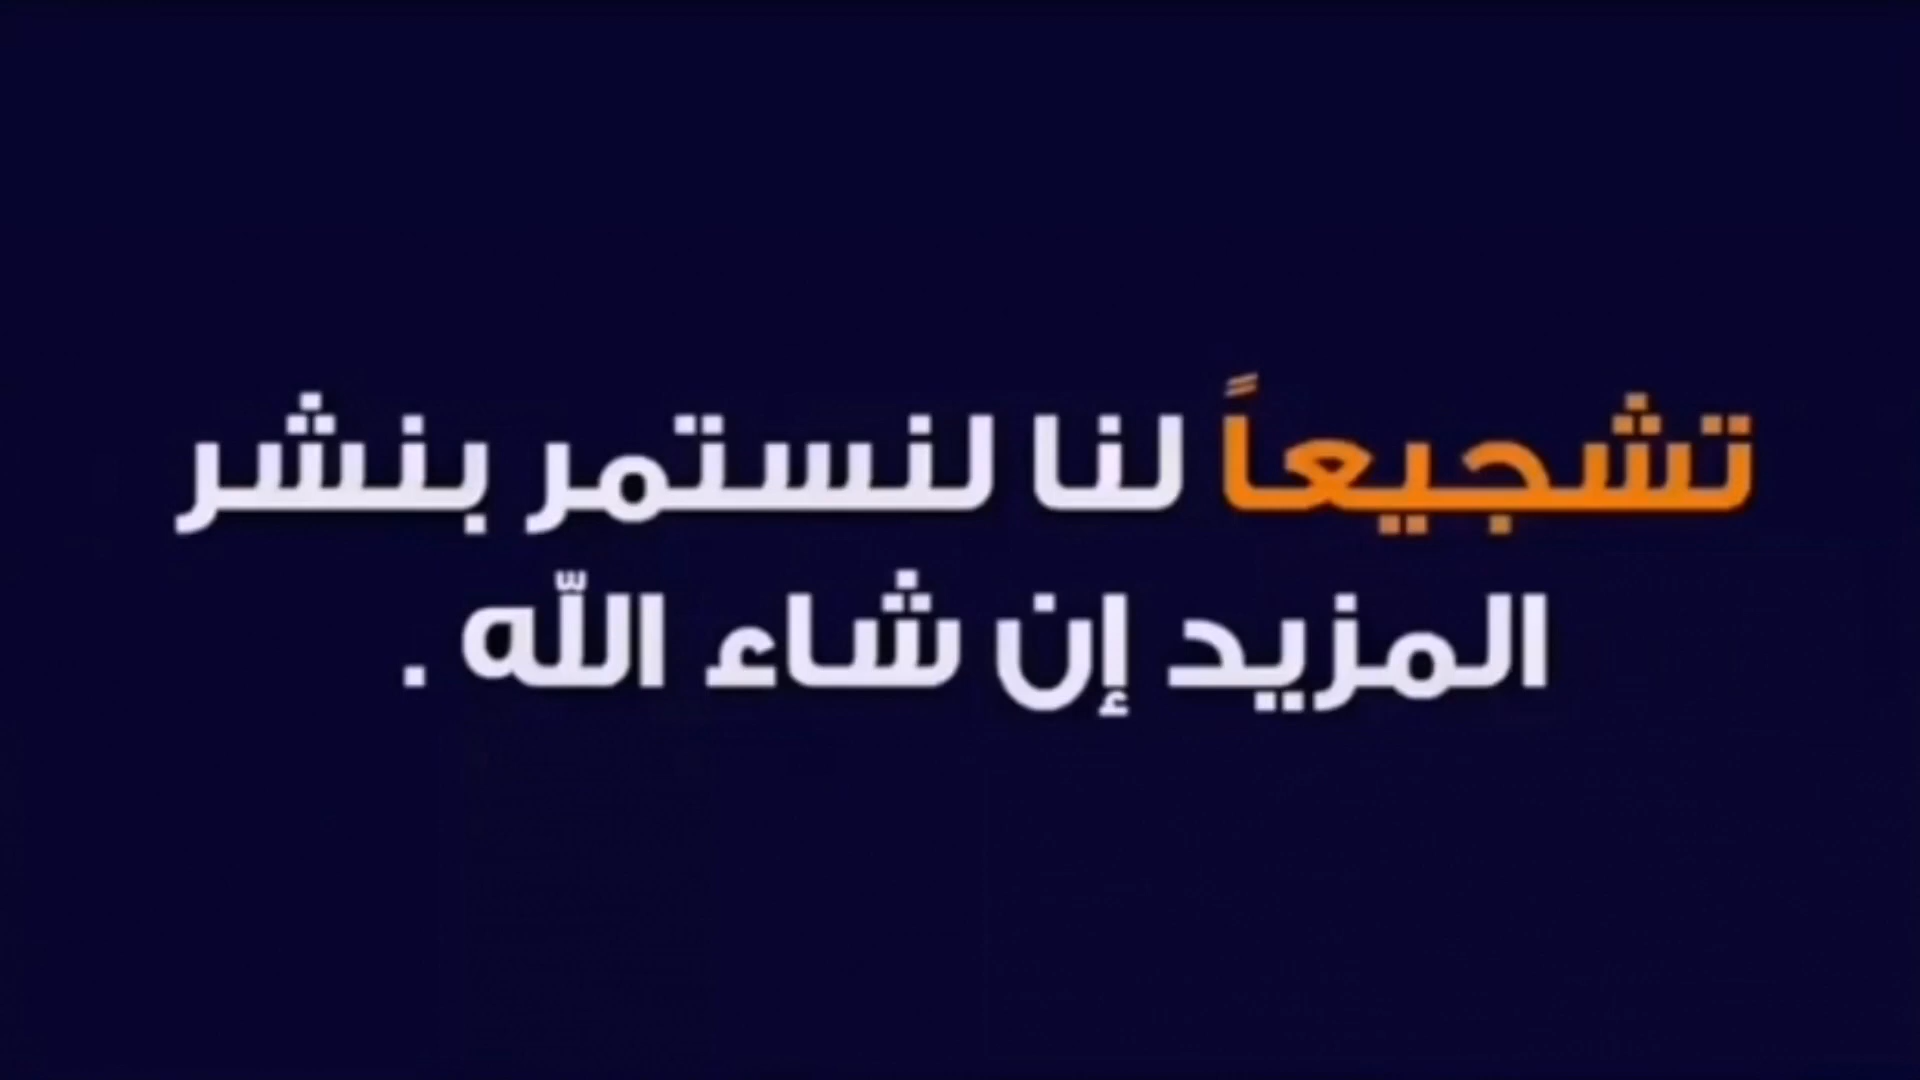 تشجيعاً لنا لنستمر بنشر
المزيد إن شاء اللّه .